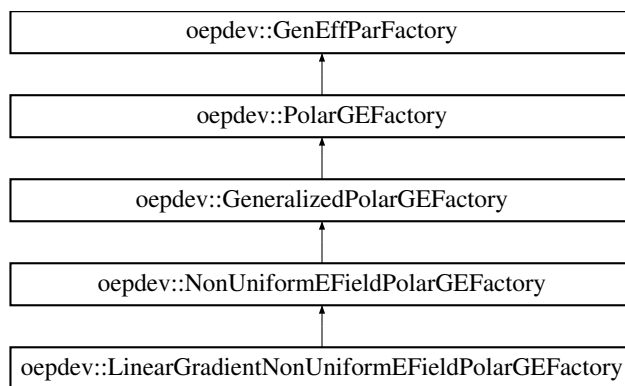 oepdev::GenEffParFactory
oepdev::PolarGEFactory
oepdev::GeneralizedPolarGEFactory
oepdev::NonUniformEFieldPolarGEFactory
oepdev::LinearGradientNonUniformEFieldPolarGEFactory